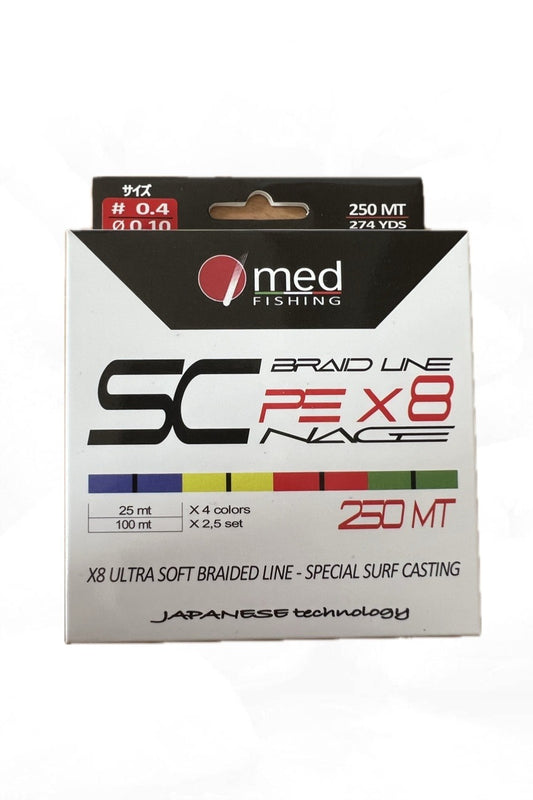 サイズ
# 0.4
Ø 0.10
250 MT
274 YDS
med
FISHING
SC
BRAID LINE
PE X8
NAGE
25 mt X 4 colors
100 mt X 2,5 set
250 MT
X8 ULTRA SOFT BRAIDED LINE - SPECIAL SURF CASTING
JAPANESE technology